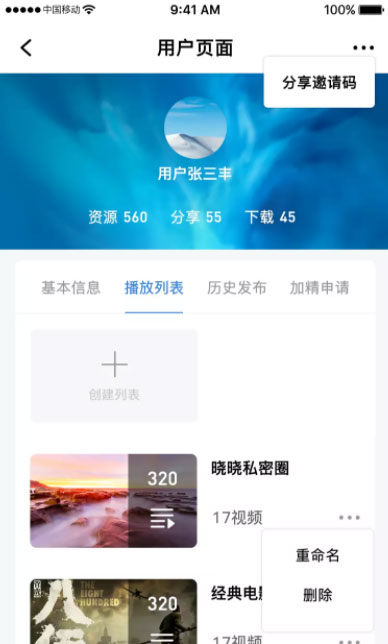 中国移动 9:41 AM 100%
用户页面
分享邀请码
用户张三丰
资源 560 分享 55 下载 45
基本信息 播放列表 历史发布 加精申请
创建列表
320
晓晓私密圈
17视频
重命名
删除
THE
EIGHT
HUNDRED
320
经典电
17视频